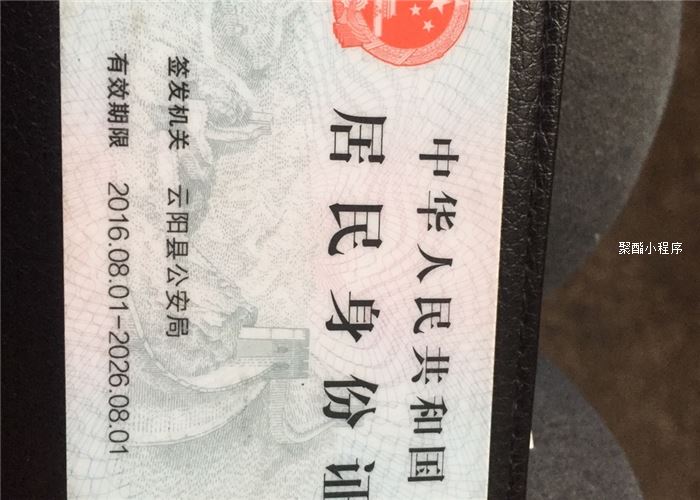 中华人民共和国
居民身份证
签发机关 云阳县公安局
有效期限 2016.08.01-2026.08.01
聚酯小程序